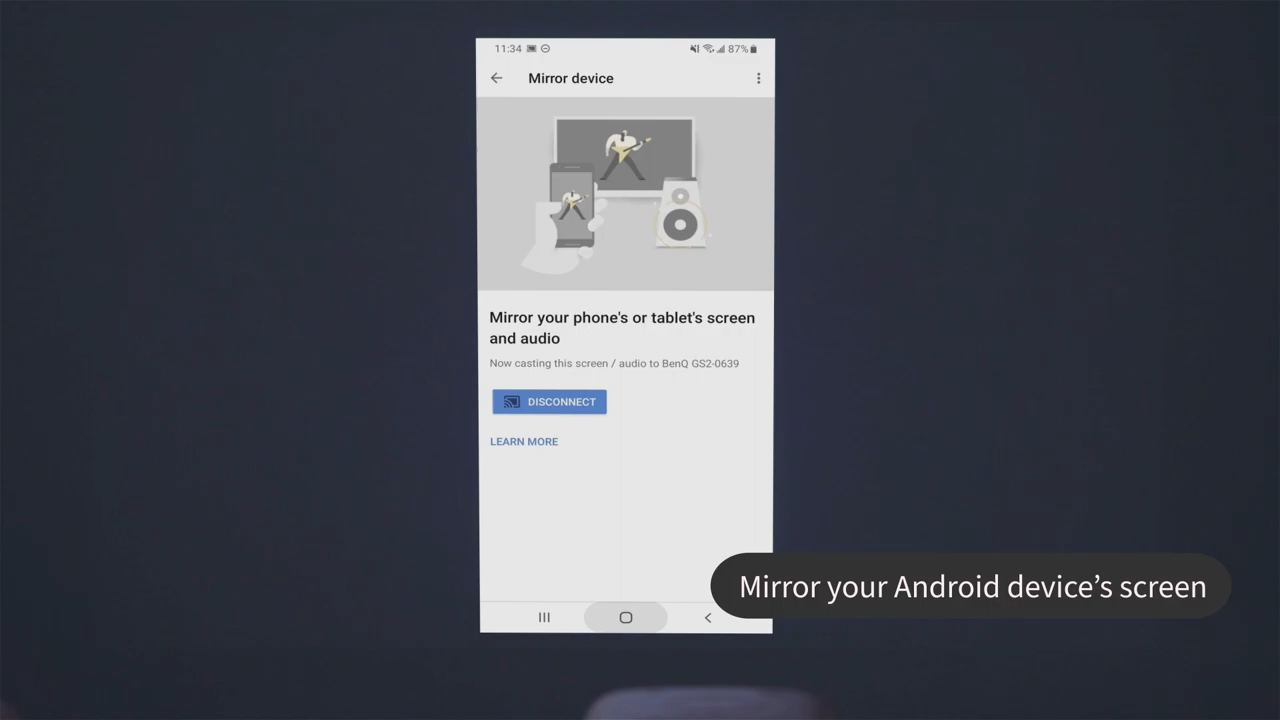 11:34
87%
Mirror device
Mirror your phone's or tablet's screen
and audio
Now casting this screen / audio to BenQ GS2-0639
DISCONNECT
LEARN MORE
Mirror your Android device’s screen